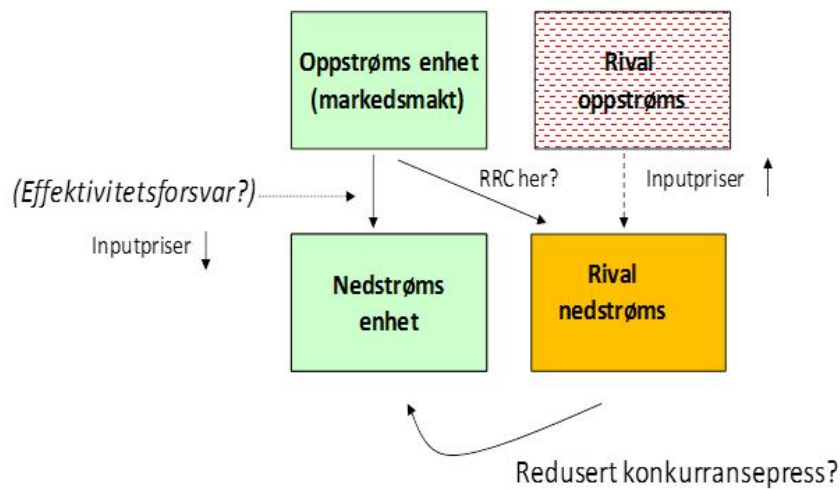 Oppstrøms enhet
(markedsmakt)
Rival
oppstrøms
(Effektivitetsforsvar?)
RRC her?
Inputpriser
Inputpriser
Nedstrøms
enhet
Rival
nedstrøms
Redusert konkurransepress?